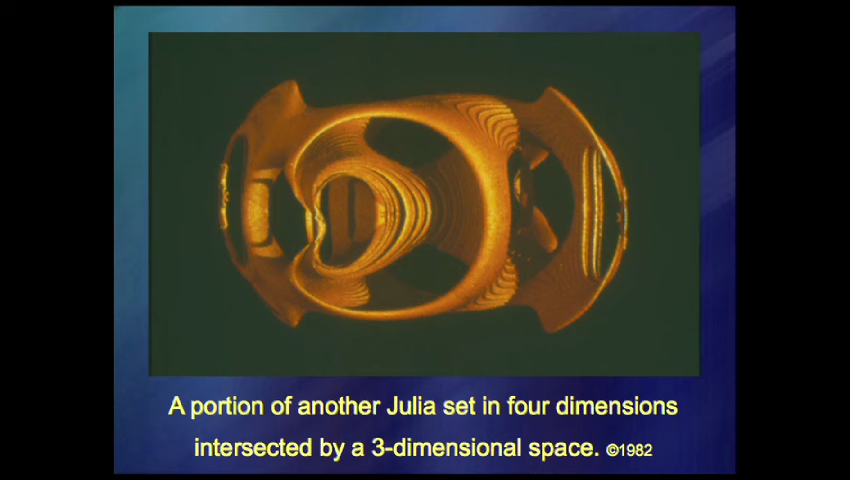 A portion of another Julia set in four dimensions
intersected by a 3-dimensional space. ©1982